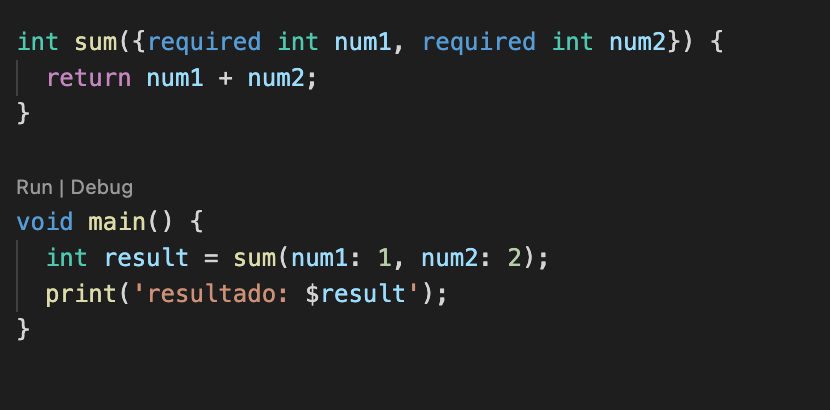 int sum({required int num1, required int num2}) {
  return num1 + num2;
}
Run | Debug
void main() {
  int result = sum(num1: 1, num2: 2);
  print('resultado: $result');
}